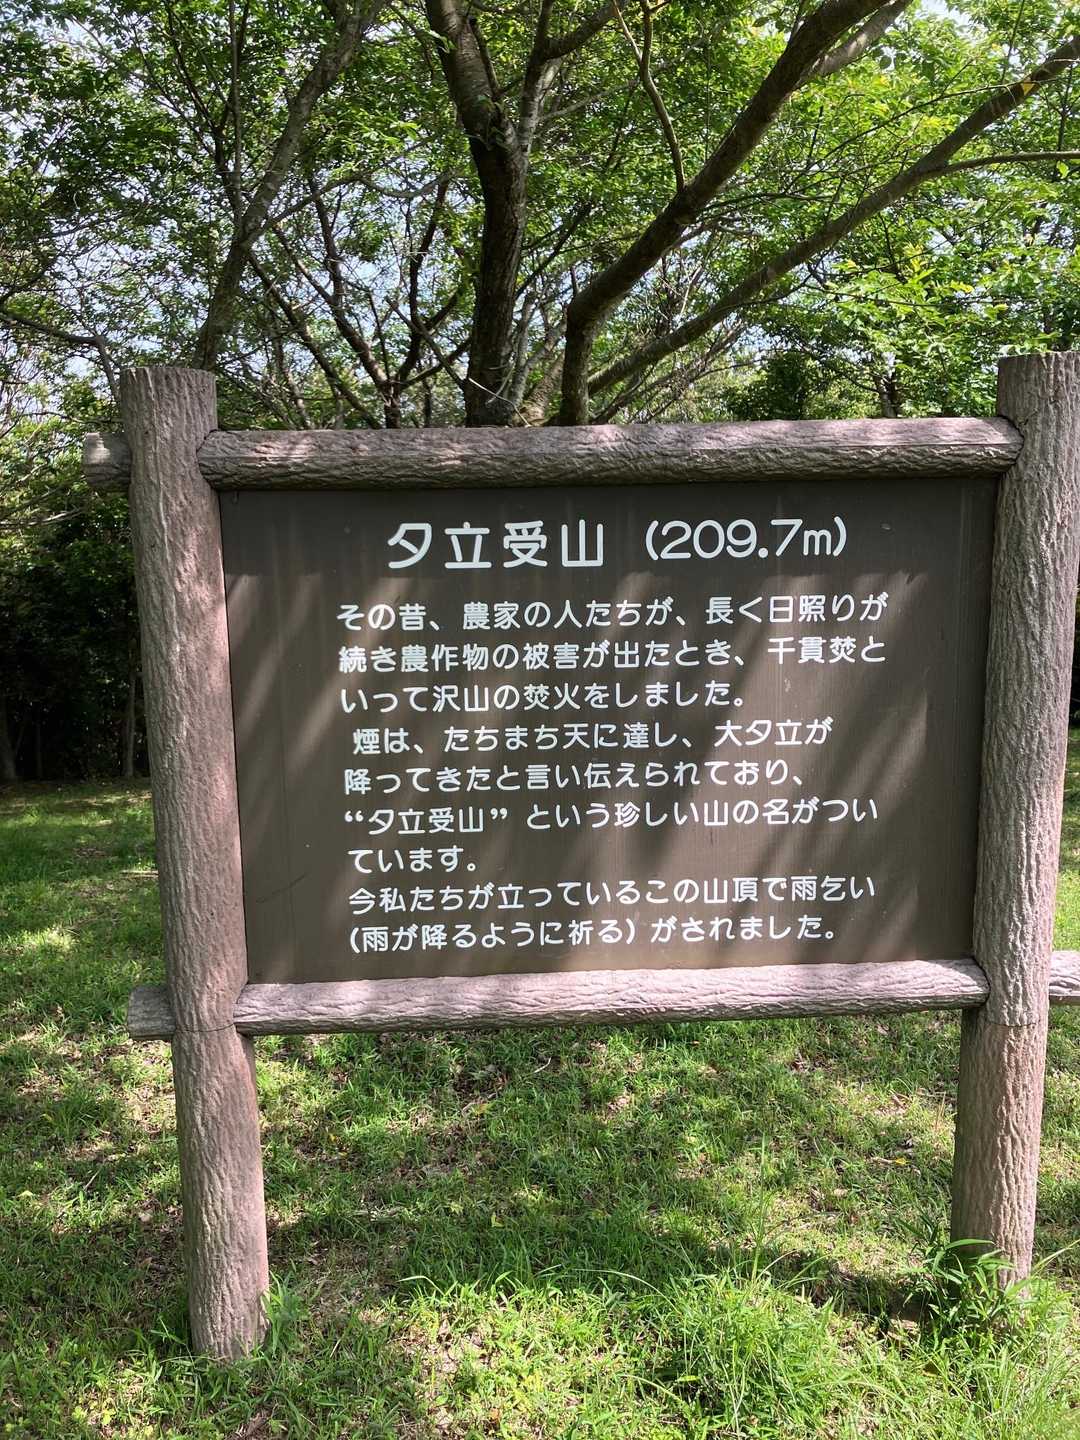 夕立受山 (209.7m)
その昔、農家の人たちが、長く日照りが
続き農作物の被害が出たとき、千貫焚と
いって沢山の焚火をしました。
煙は、たちまち天に達し、大夕立が
降ってきたと言い伝えられており、
“夕立受山”という珍しい山の名がつい
ています。
今私たちが立っているこの山頂で雨乞い
(雨が降るように祈る)がされました。